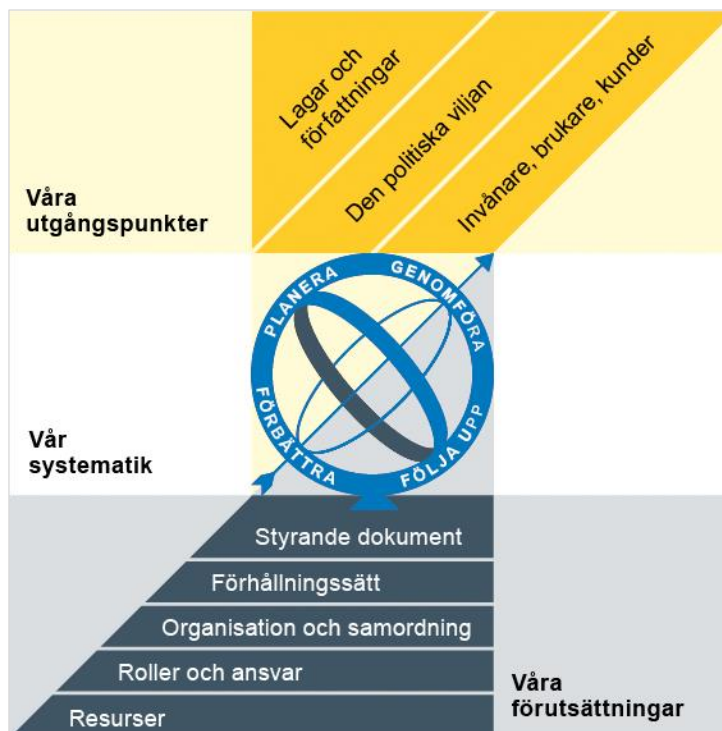 Lagar och
författningar
Den politiska viljan
Invånare, brukare, kunder
Våra
utgångspunkter
PLANERA
GENOMFÖRA
FÖLJA UPP
FÖRBÄTTRA
Vår
systematik
Styrande dokument
Förhållningssätt
Organisation och samordning
Roller och ansvar
Resurser
Våra
förutsättningar